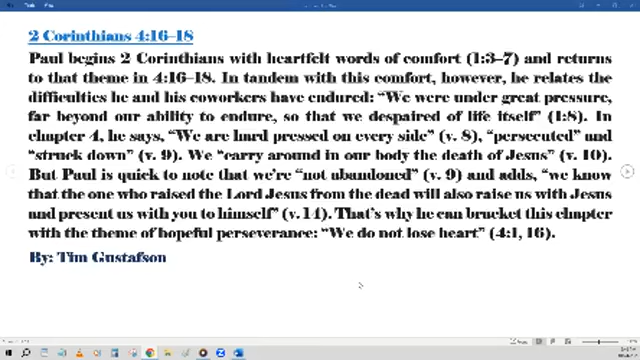 2 Corinthians 4:16–18
Paul begins 2 Corinthians with heartfelt words of comfort (1:3–7) and returns
to that theme in 4:16–18. In tandem with this comfort, however, he relates the
difficulties he and his coworkers have endured: “We were under great pressure,
far beyond our ability to endure, so that we despaired of life itself” (1:8). In
chapter 4, he says, “We are hard pressed on every side” (v. 8), “persecuted” and
“struck down” (v. 9). We “carry around in our body the death of Jesus” (v. 10).
But Paul is quick to note that we’re “not abandoned” (v. 9) and adds, “we know
that the one who raised the Lord Jesus from the dead will also raise us with Jesus
and present us with you to himself” (v. 14). That’s why he can bracket this chapter
with the theme of hopeful perseverance: “We do not lose heart” (4:1, 16).
By: Tim Gustafson